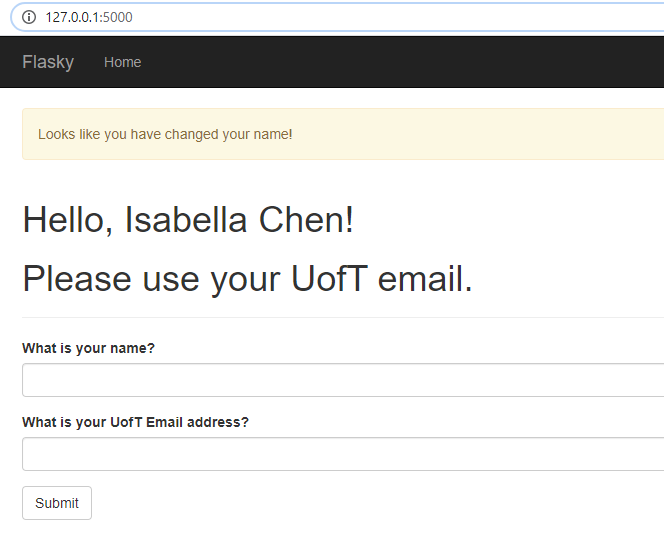 127.0.0.1:5000
Flasky Home
Looks like you have changed your name!
Hello, Isabella Chen!
Please use your UofT email.
What is your name?
What is your UofT Email address?
Submit